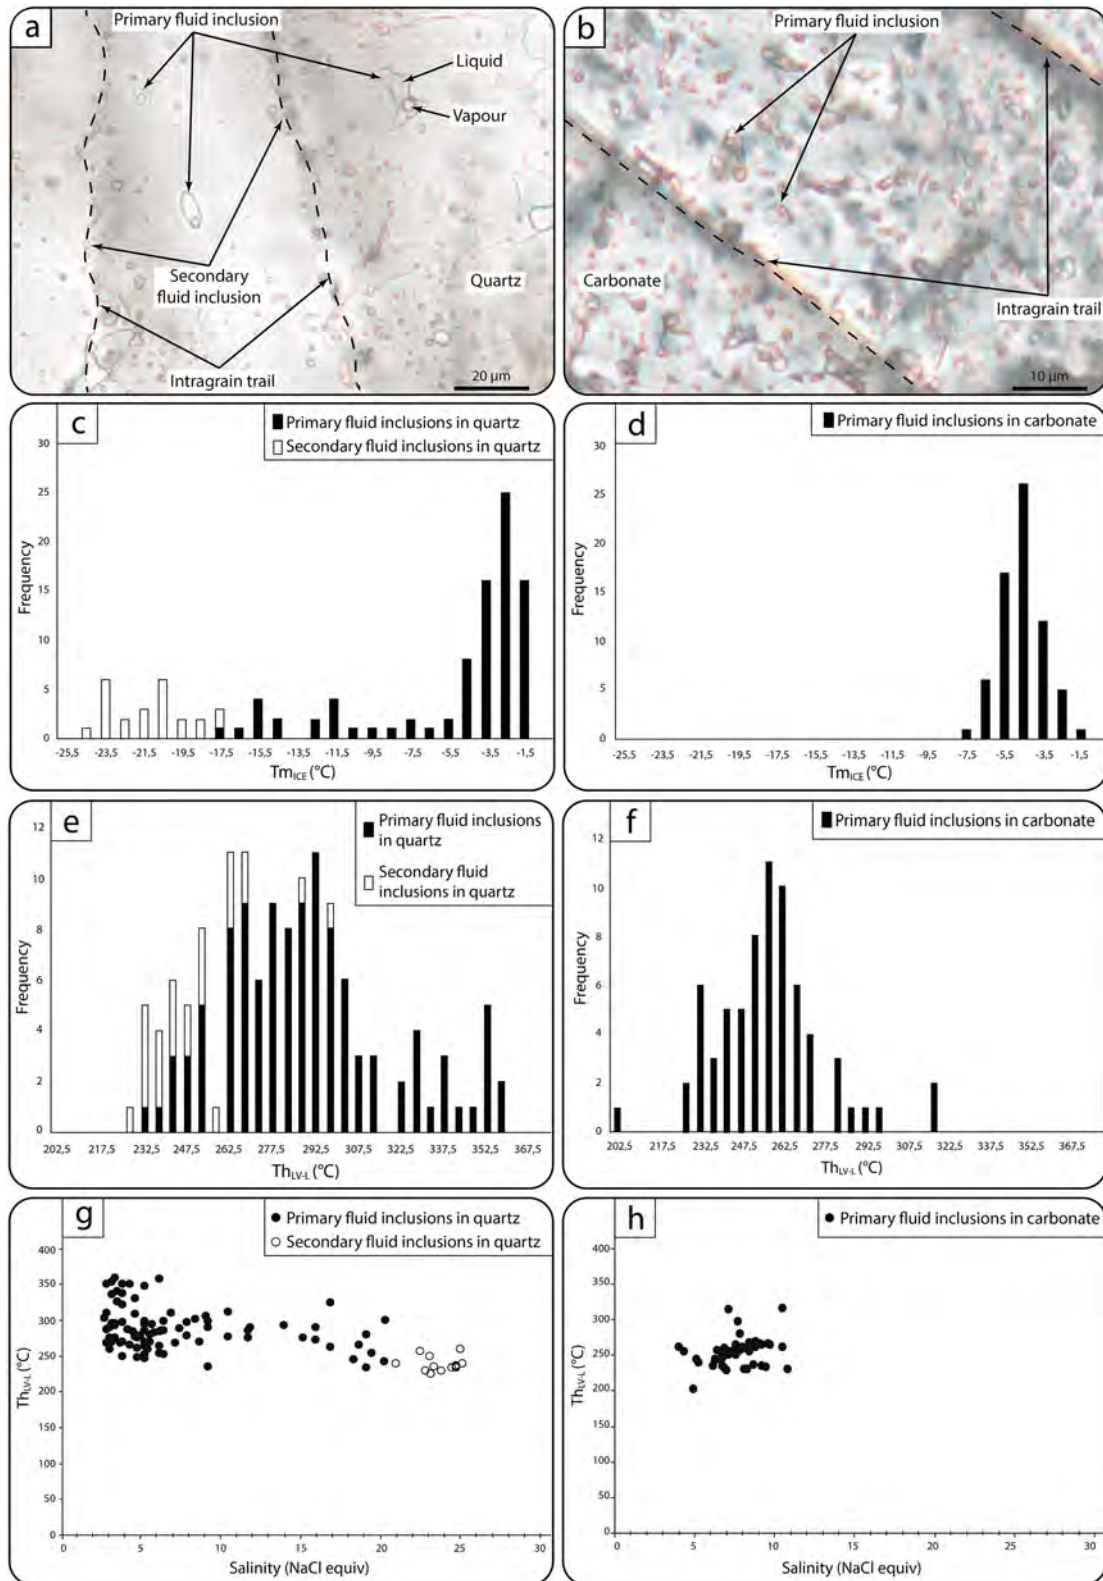 a
Primary fluid inclusion
Liquid
Vapour
Secondary
fluid inclusion
Quartz
Intragrain trail
20 µm
b
Primary fluid inclusion
Carbonate
Intragrain trail
10 µm
c
Primary fluid inclusions in quartz
Secondary fluid inclusions in quartz
Frequency
30
25
20
15
10
5
0
-25,5 -23,5 -21,5 -19,5 -17,5 -15,5 -13,5 -11,5 -9,5 -7,5 -5,5 -3,5 -1,5
TmICE (°C)
d
Primary fluid inclusions in carbonate
Frequency
30
25
20
15
10
5
0
-25,5 -23,5 -21,5 -19,5 -17,5 -15,5 -13,5 -11,5 -9,5 -7,5 -5,5 -3,5 -1,5
TmICE (°C)
e
Primary fluid inclusions
in quartz
Secondary fluid
inclusions in quartz
Frequency
12
10
8
6
4
2
0
202,5 217,5 232,5 247,5 262,5 277,5 292,5 307,5 322,5 337,5 352,5 367,5
ThLV-L (°C)
f
Primary fluid inclusions in carbonate
Frequency
12
10
8
6
4
2
0
202,5 217,5 232,5 247,5 262,5 277,5 292,5 307,5 322,5 337,5 352,5 367,5
ThLV-L (°C)
g
Primary fluid inclusions in quartz
Secondary fluid inclusions in quartz
ThLV-L (°C)
400
350
300
250
200
150
100
50
0
0 5 10 15 20 25 30
Salinity (NaCl equiv)
h
Primary fluid inclusions in carbonate
ThLV-L (°C)
400
350
300
250
200
150
100
50
0
0 5 10 15 20 25 30
Salinity (NaCl equiv)